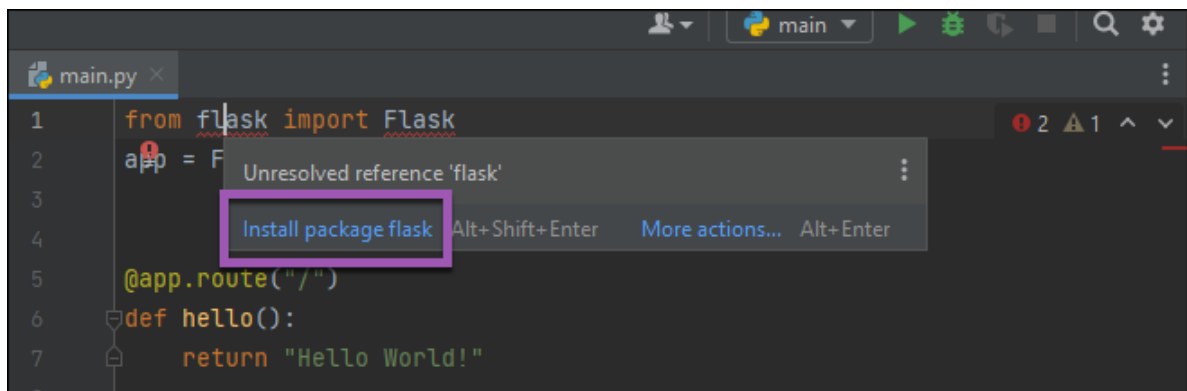 main
main.py
1 from flask import Flask
2 1
2 app = F
Unresolved reference 'flask'
3
Install package flask Alt+Shift+Enter More actions... Alt+Enter
4
5 @app.route("/")
6 def hello():
7 return "Hello World!"